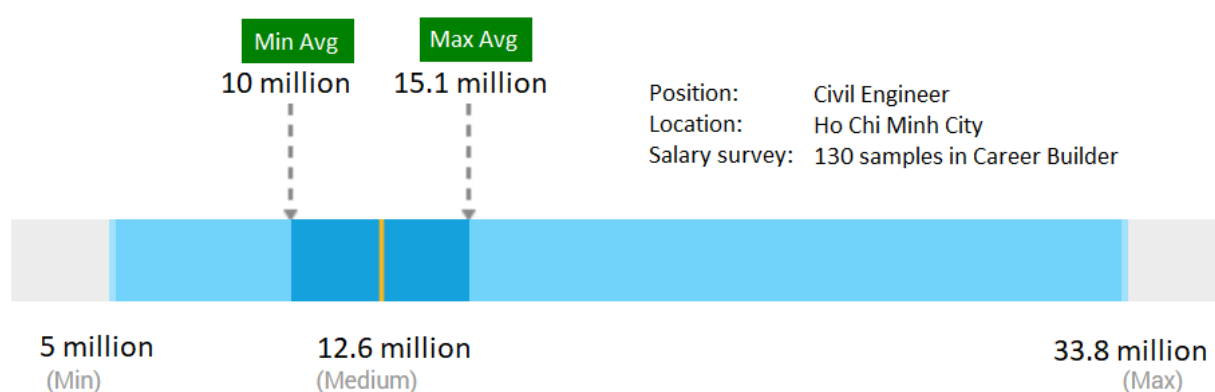 Min Avg
Max Avg
10 million
15.1 million
Position: Civil Engineer
Location: Ho Chi Minh City
Salary survey: 130 samples in Career Builder
5 million
12.6 million
33.8 million
(Min)
(Medium)
(Max)